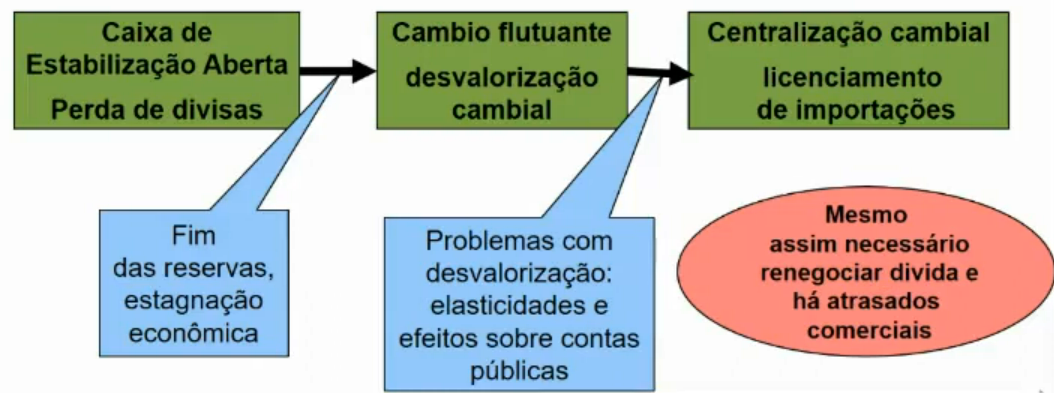 Caixa de
Estabilização Aberta
Perda de divisas
Cambio flutuante
desvalorização
cambial
Centralização cambial
licenciamento
de importações
Fim
das reservas,
estagnação
econômica
Problemas com
desvalorização:
elasticidades e
efeitos sobre contas
públicas
Mesmo
assim necessário
renegociar divida e
há atrasados
comerciais